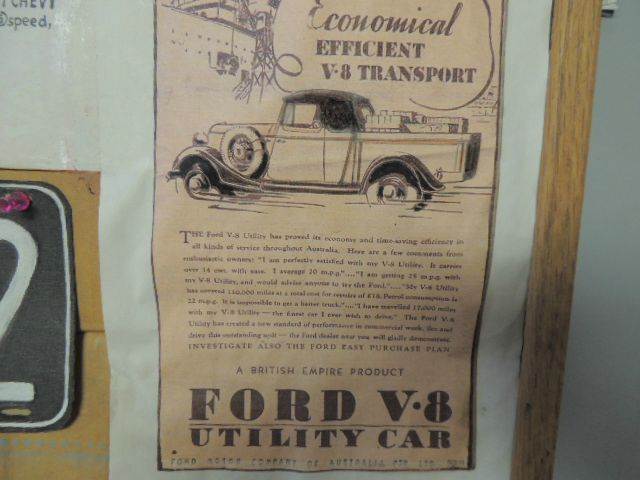 CHEVY
@speed,
Economical
EFFICIENT
V·8 TRANSPORT
THE Ford V-8 Utility has proved its economy and time-saving efficiency in
all kinds of service throughout Australia. Here are a few comments from
enthusiastic owners: "I am perfectly satisfied with my V-8 Utility. It carries
over 14 cwt. with ease. I average 20 m.p.g."...."I am getting 25 m.p.g. with
my V-8 Utility, and would advise anyone to try the Ford."...."My V-8 Utility
has covered 120,000 miles at a total cost for repairs of £18. Petrol consumption is
22 m.p.g. It is impossible to get a better truck."...."I have travelled 17,000 miles
with my V-8 Utility — the finest car I ever wish to drive." The Ford V-8
Utility has created a new standard of performance in commercial work. See and
drive this outstanding unit — the Ford dealer near you will gladly demonstrate.
INVESTIGATE ALSO THE FORD EASY PURCHASE PLAN
A BRITISH EMPIRE PRODUCT
FORD V·8
UTILITY CAR
FORD MOTOR COMPANY OF AUSTRALIA PTY. LTD.
2